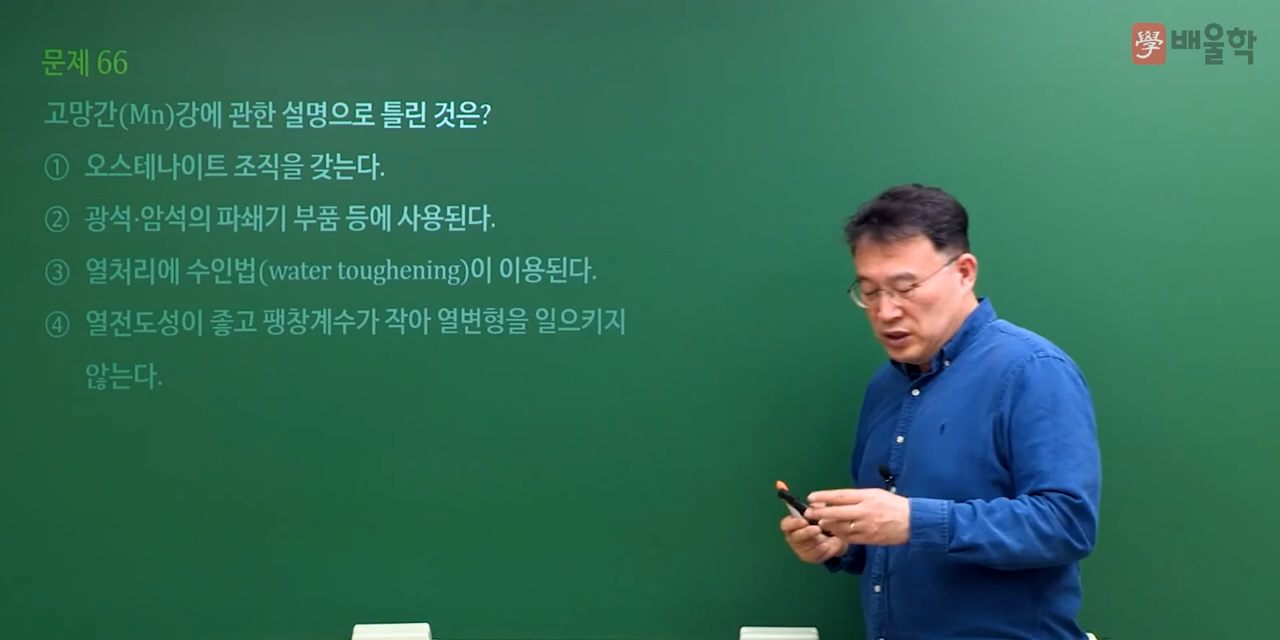 문제 66
學 배울학
고망간(Mn)강에 관한 설명으로 틀린 것은?
① 오스테나이트 조직을 갖는다.
② 광석·암석의 파쇄기 부품 등에 사용된다.
③ 열처리에 수인법(water toughening)이 이용된다.
④ 열전도성이 좋고 팽창계수가 작아 열변형을 일으키지
않는다.